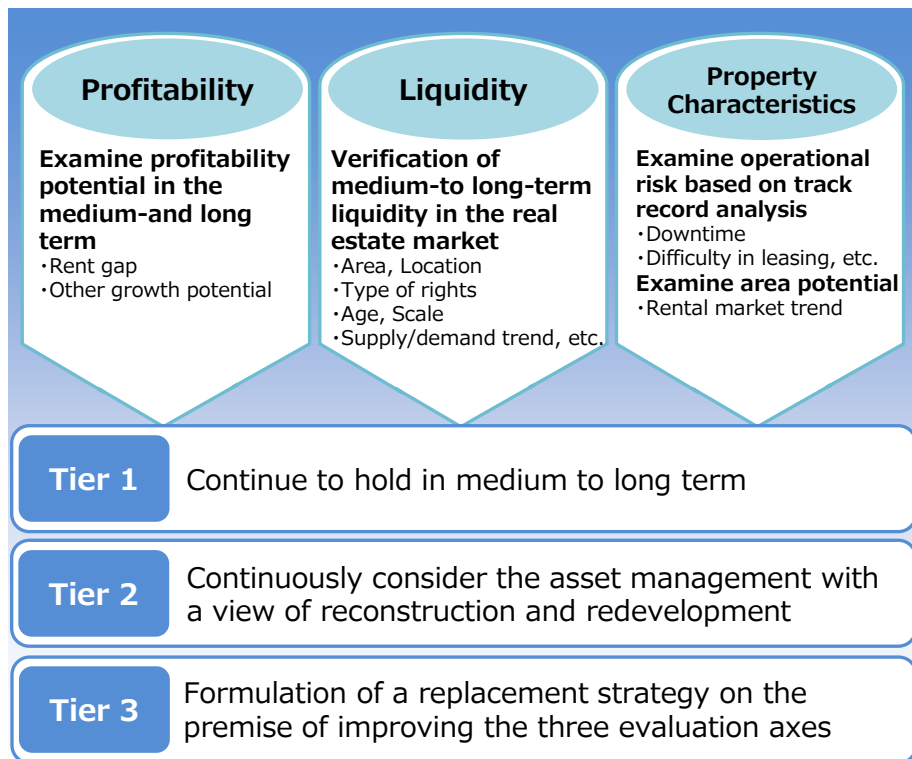 Profitability
Examine profitability
potential in the
medium-and long
term
・Rent gap
・Other growth potential
Liquidity
Verification of
medium-to long-term
liquidity in the real
estate market
・Area, Location
・Type of rights
・Age, Scale
・Supply/demand trend, etc.
Property
Characteristics
Examine operational
risk based on track
record analysis
・Downtime
・Difficulty in leasing, etc.
Examine area potential
・Rental market trend
Tier 1
Continue to hold in medium to long term
Tier 2
Continuously consider the asset management with
a view of reconstruction and redevelopment
Tier 3
Formulation of a replacement strategy on the
premise of improving the three evaluation axes